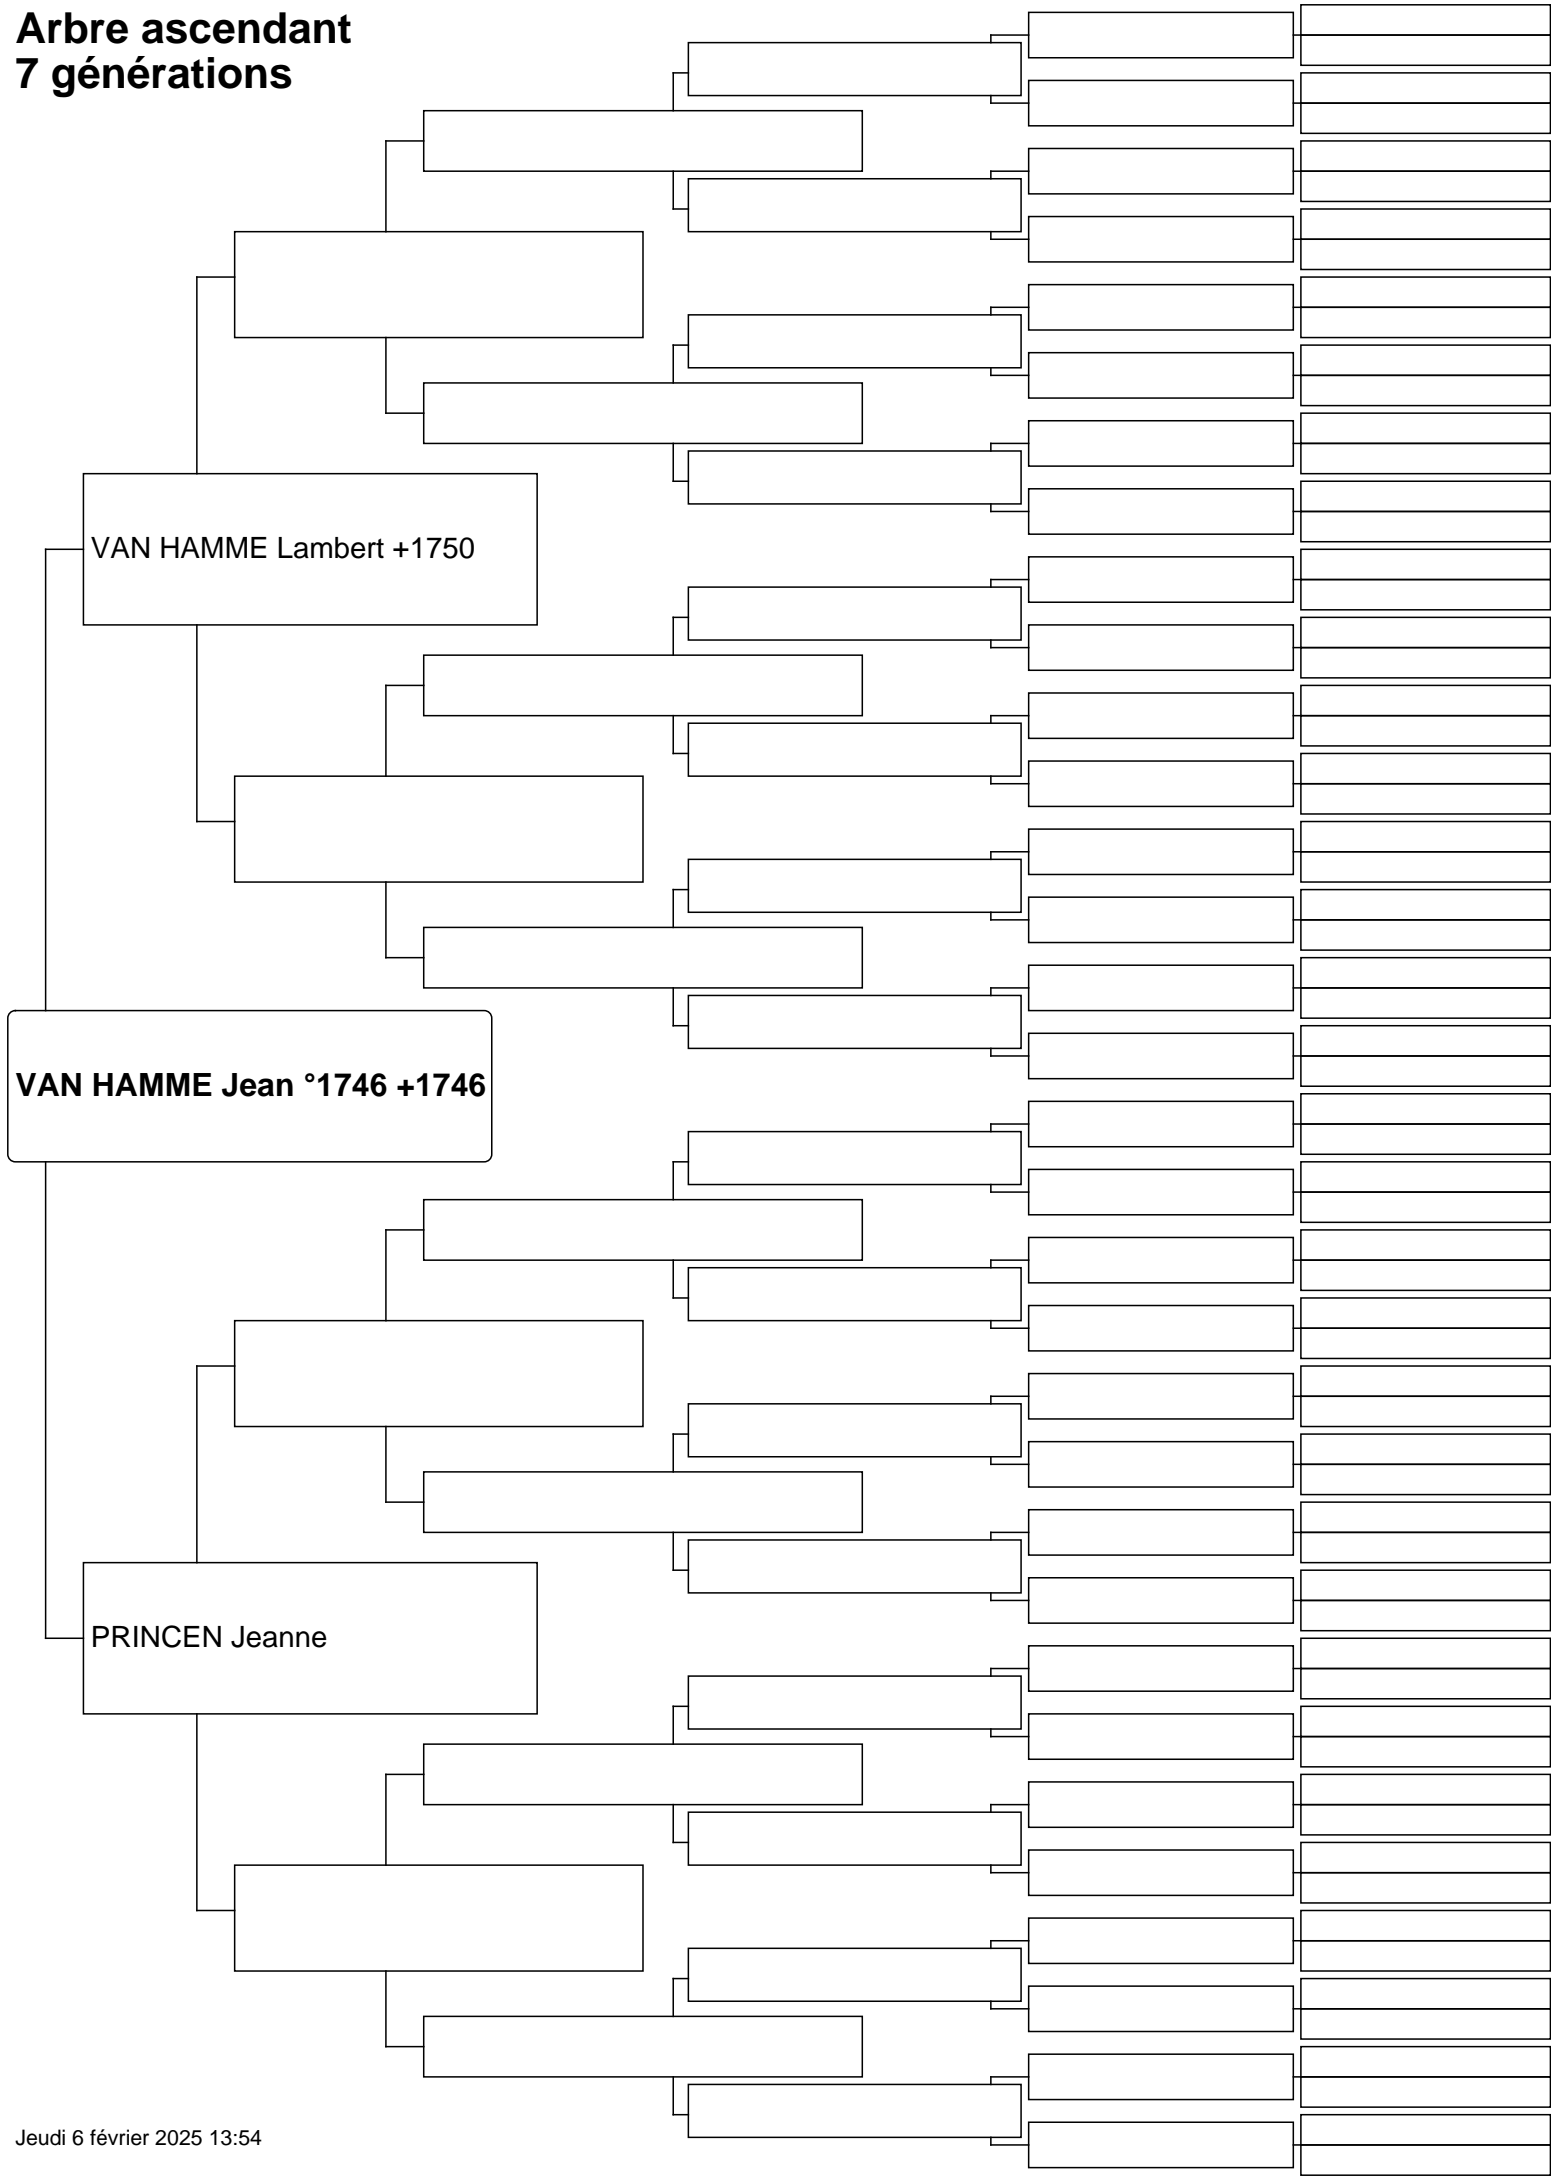 Arbre ascendant
7 générations
VAN HAMME Lambert +1750
VAN HAMME Jean °1746 +1746
PRINCEN Jeanne
Jeudi 6 février 2025 13:54